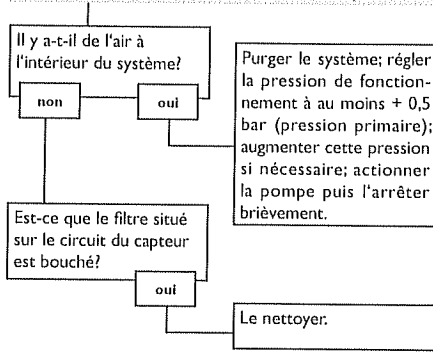 Il y a-t-il de l'air à
l'intérieur du système?
non
oui
Purger le système; régler
la pression de fonction-
nement à au moins + 0,5
bar (pression primaire);
augmenter cette pression
si nécessaire; actionner
la pompe puis l'arrêter
brièvement.
Est-ce que le filtre situé
sur le circuit du capteur
est bouché?
oui
Le nettoyer.